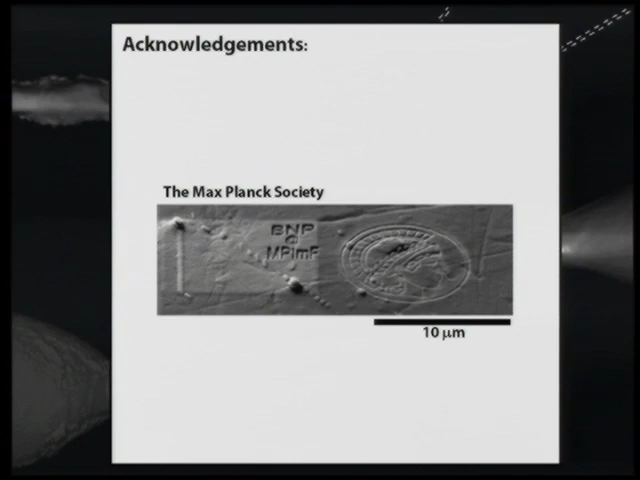 Acknowledgements:
The Max Planck Society
BNP
@
MPImF
10 µm